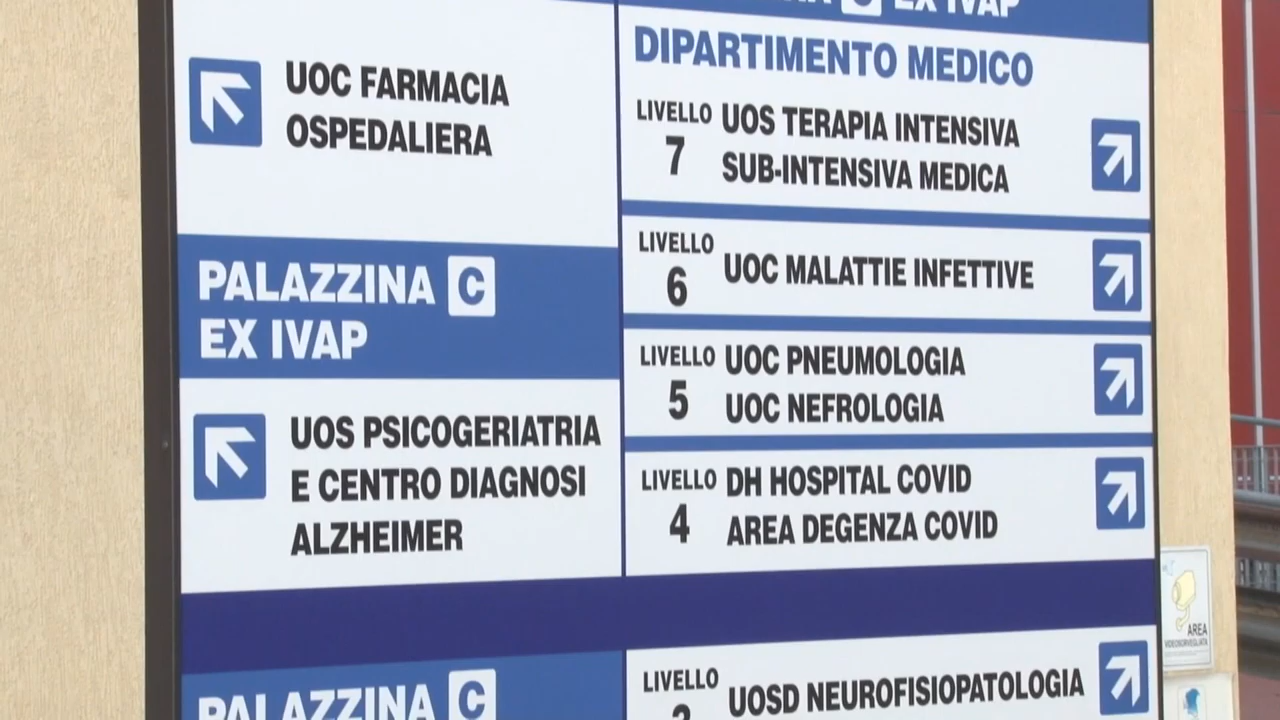 UOC FARMACIA
OSPEDALIERA
PALAZZINA C
EX IVAP
UOS PSICOGERIATRIA
E CENTRO DIAGNOSI
ALZHEIMER
PALAZZINA C
C EX IVAP
DIPARTIMENTO MEDICO
LIVELLO 7 UOS TERAPIA INTENSIVA
SUB-INTENSIVA MEDICA
LIVELLO 6 UOC MALATTIE INFETTIVE
LIVELLO 5 UOC PNEUMOLOGIA
UOC NEFROLOGIA
LIVELLO 4 DH HOSPITAL COVID
AREA DEGENZA COVID
LIVELLO UOSD NEUROFISIOPATOLOGIA
AREA
VIDEOSORVEGLIATA